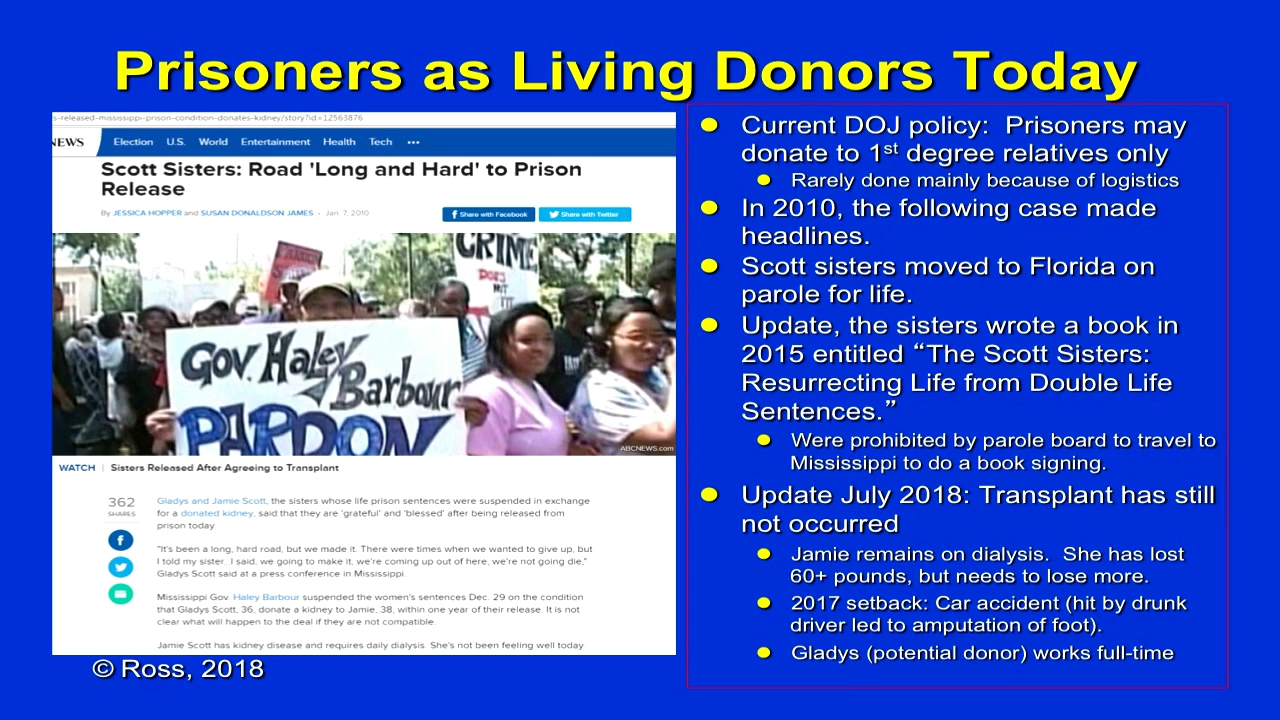 Prisoners as Living Donors Today
s-released-mississippi-prison-condition-donates-kidney/story?id=12563876
NEWS Election U.S. World Entertainment Health Tech •••
Scott Sisters: Road 'Long and Hard' to Prison
Release
By JESSICA HOPPER and SUSAN DONALDSON JAMES • Jan. 7, 2010
Share with Facebook Share with Twitter
CRIME
DOES
NOT
GOV. Haley
Barbour
PARDON
ABCNEWS.com
WATCH | Sisters Released After Agreeing to Transplant
362
SHARES
Gladys and Jamie Scott, the sisters whose life prison sentences were suspended in exchange
for a donated kidney, said that they are 'grateful' and 'blessed' after being released from
prison today.
"It's been a long, hard road, but we made it. There were times when we wanted to give up, but
I told my sister.. I said, we going to make it, we're coming up out of here, we're not going die,"
Gladys Scott said at a press conference in Mississippi.
Mississippi Gov. Haley Barbour suspended the women's sentences Dec. 29 on the condition
that Gladys Scott, 36, donate a kidney to Jamie, 38, within one year of their release. It is not
clear what will happen to the deal if they are not compatible.
Jamie Scott has kidney disease and requires daily dialysis. She's not been feeling well today
© Ross, 2018
● Current DOJ policy: Prisoners may
donate to 1st degree relatives only
● Rarely done mainly because of logistics
● In 2010, the following case made
headlines.
● Scott sisters moved to Florida on
parole for life.
● Update, the sisters wrote a book in
2015 entitled “The Scott Sisters:
Resurrecting Life from Double Life
Sentences.”
● Were prohibited by parole board to travel to
Mississippi to do a book signing.
● Update July 2018: Transplant has still
not occurred
● Jamie remains on dialysis. She has lost
60+ pounds, but needs to lose more.
● 2017 setback: Car accident (hit by drunk
driver led to amputation of foot).
● Gladys (potential donor) works full-time